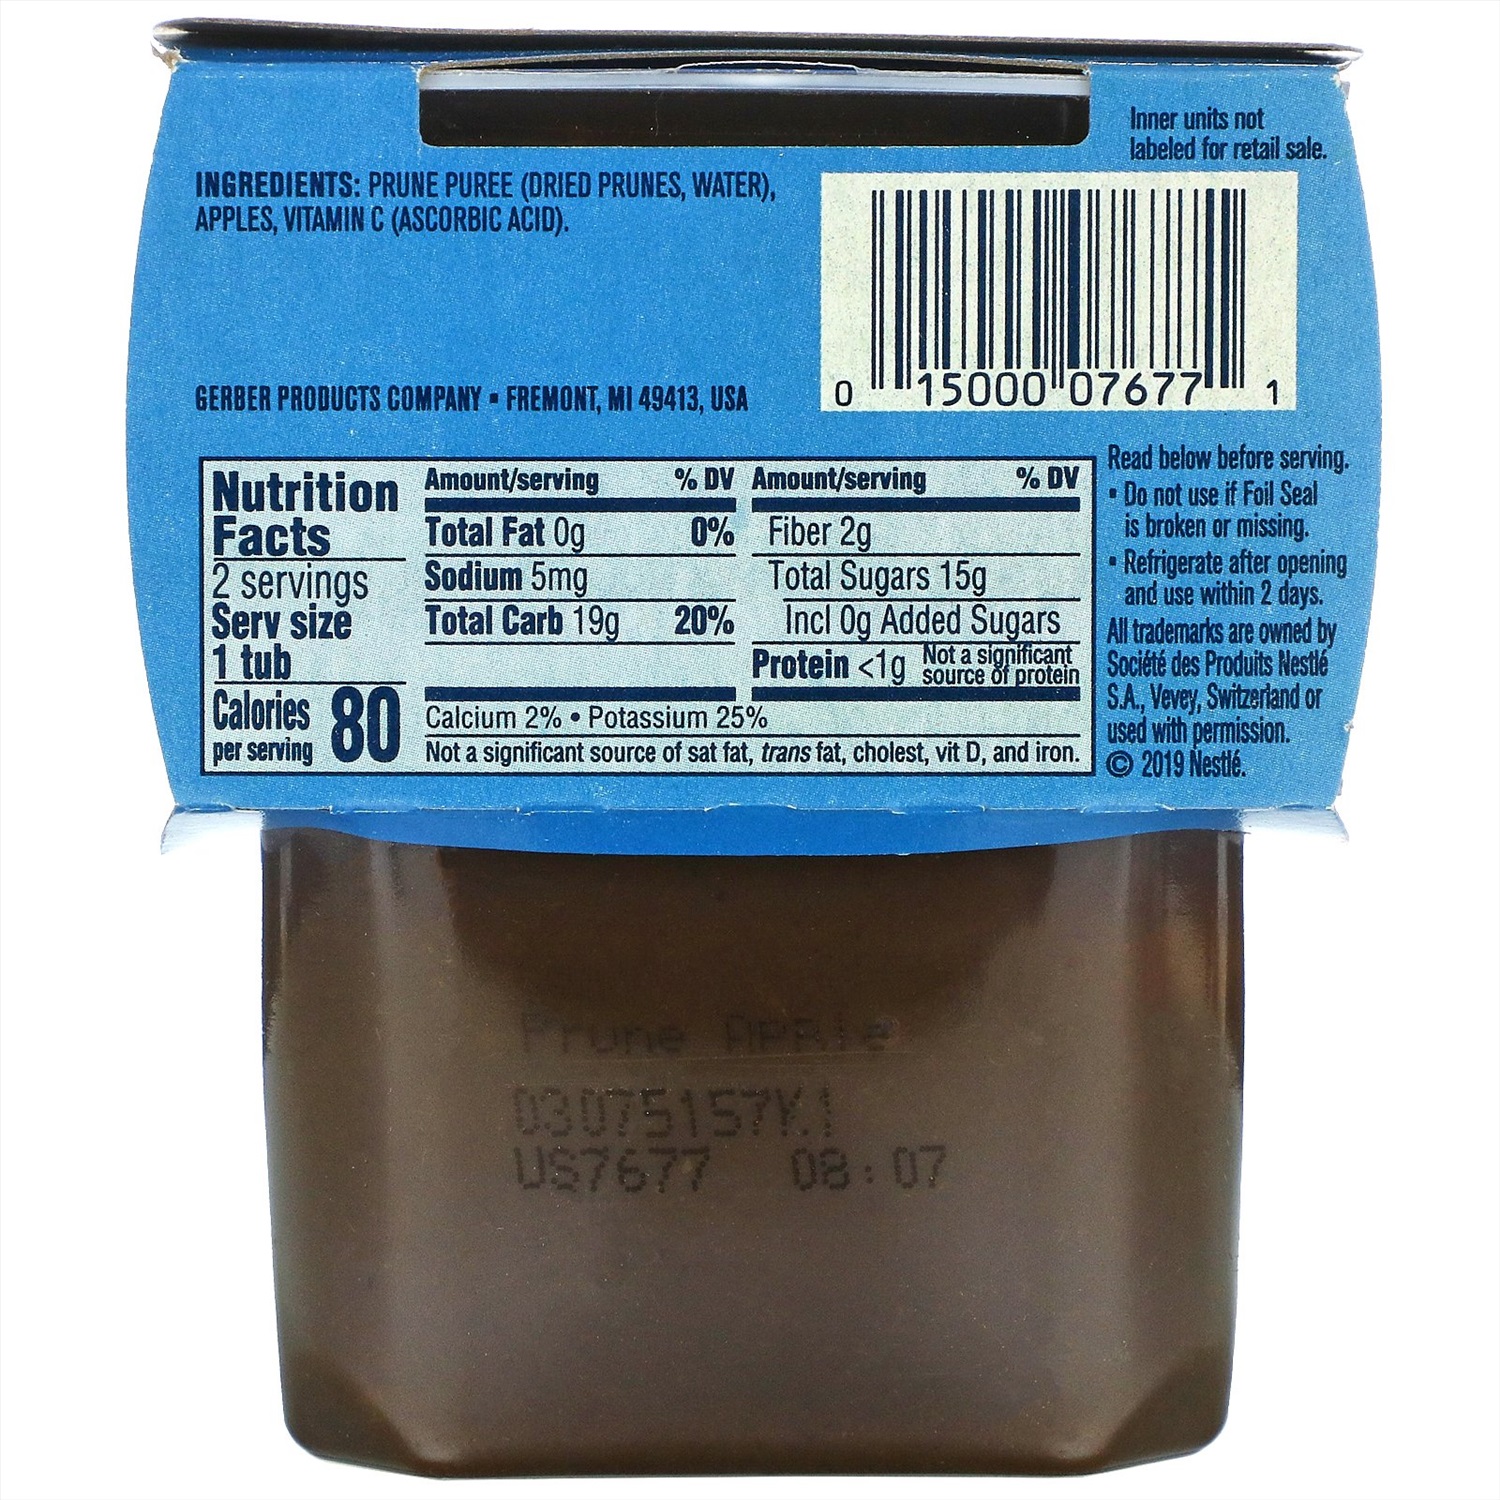 Inner units not
labeled for retail sale.
INGREDIENTS: PRUNE PUREE (DRIED PRUNES, WATER),
APPLES, VITAMIN C (ASCORBIC ACID).
0 15000 07677 1
GERBER PRODUCTS COMPANY ▪ FREMONT, MI 49413, USA
Nutrition
Facts
2 servings
Serv size
1 tub
Calories
per serving 80
Amount/serving % DV
Total Fat 0g 0%
Sodium 5mg
Total Carb 19g 20%
Amount/serving % DV
Fiber 2g
Total Sugars 15g
Incl 0g Added Sugars
Protein <1g Not a significant
source of protein
Calcium 2% • Potassium 25%
Not a significant source of sat fat, trans fat, cholest, vit D, and iron.
Read below before serving.
• Do not use if Foil Seal
is broken or missing.
• Refrigerate after opening
and use within 2 days.
All trademarks are owned by
Société des Produits Nestlé
S.A., Vevey, Switzerland or
used with permission.
© 2019 Nestlé.
Prune Apple
03075157K1
US7677 08:07